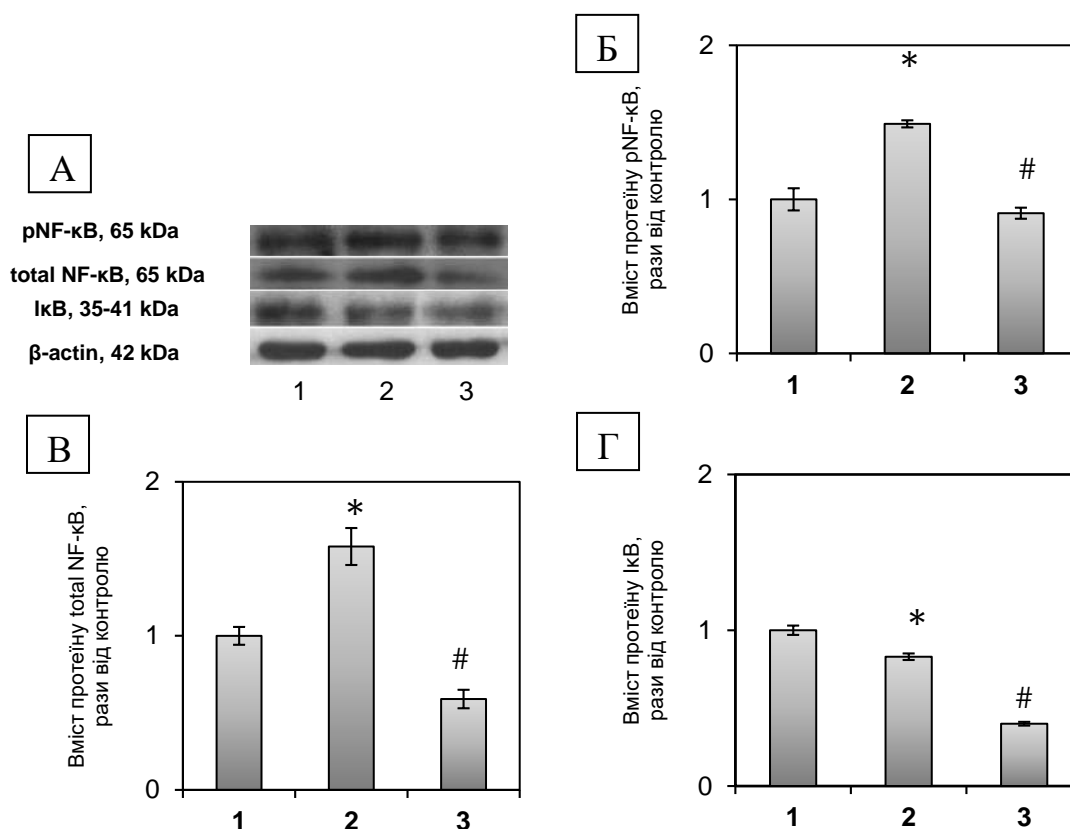 А
pNF-κB, 65 kDa
total NF-κB, 65 kDa
IκB, 35-41 kDa
β-actin, 42 kDa
1 2 3
Б
Вміст протеїну pNF-κB,
рази від контролю
2
1
0
*
#
1 2 3
В
Вміст протеїну total NF-κB,
рази від контролю
2
1
0
*
#
1 2 3
Г
Вміст протеїну IκB,
рази від контролю
2
1
0
*
#
1 2 3